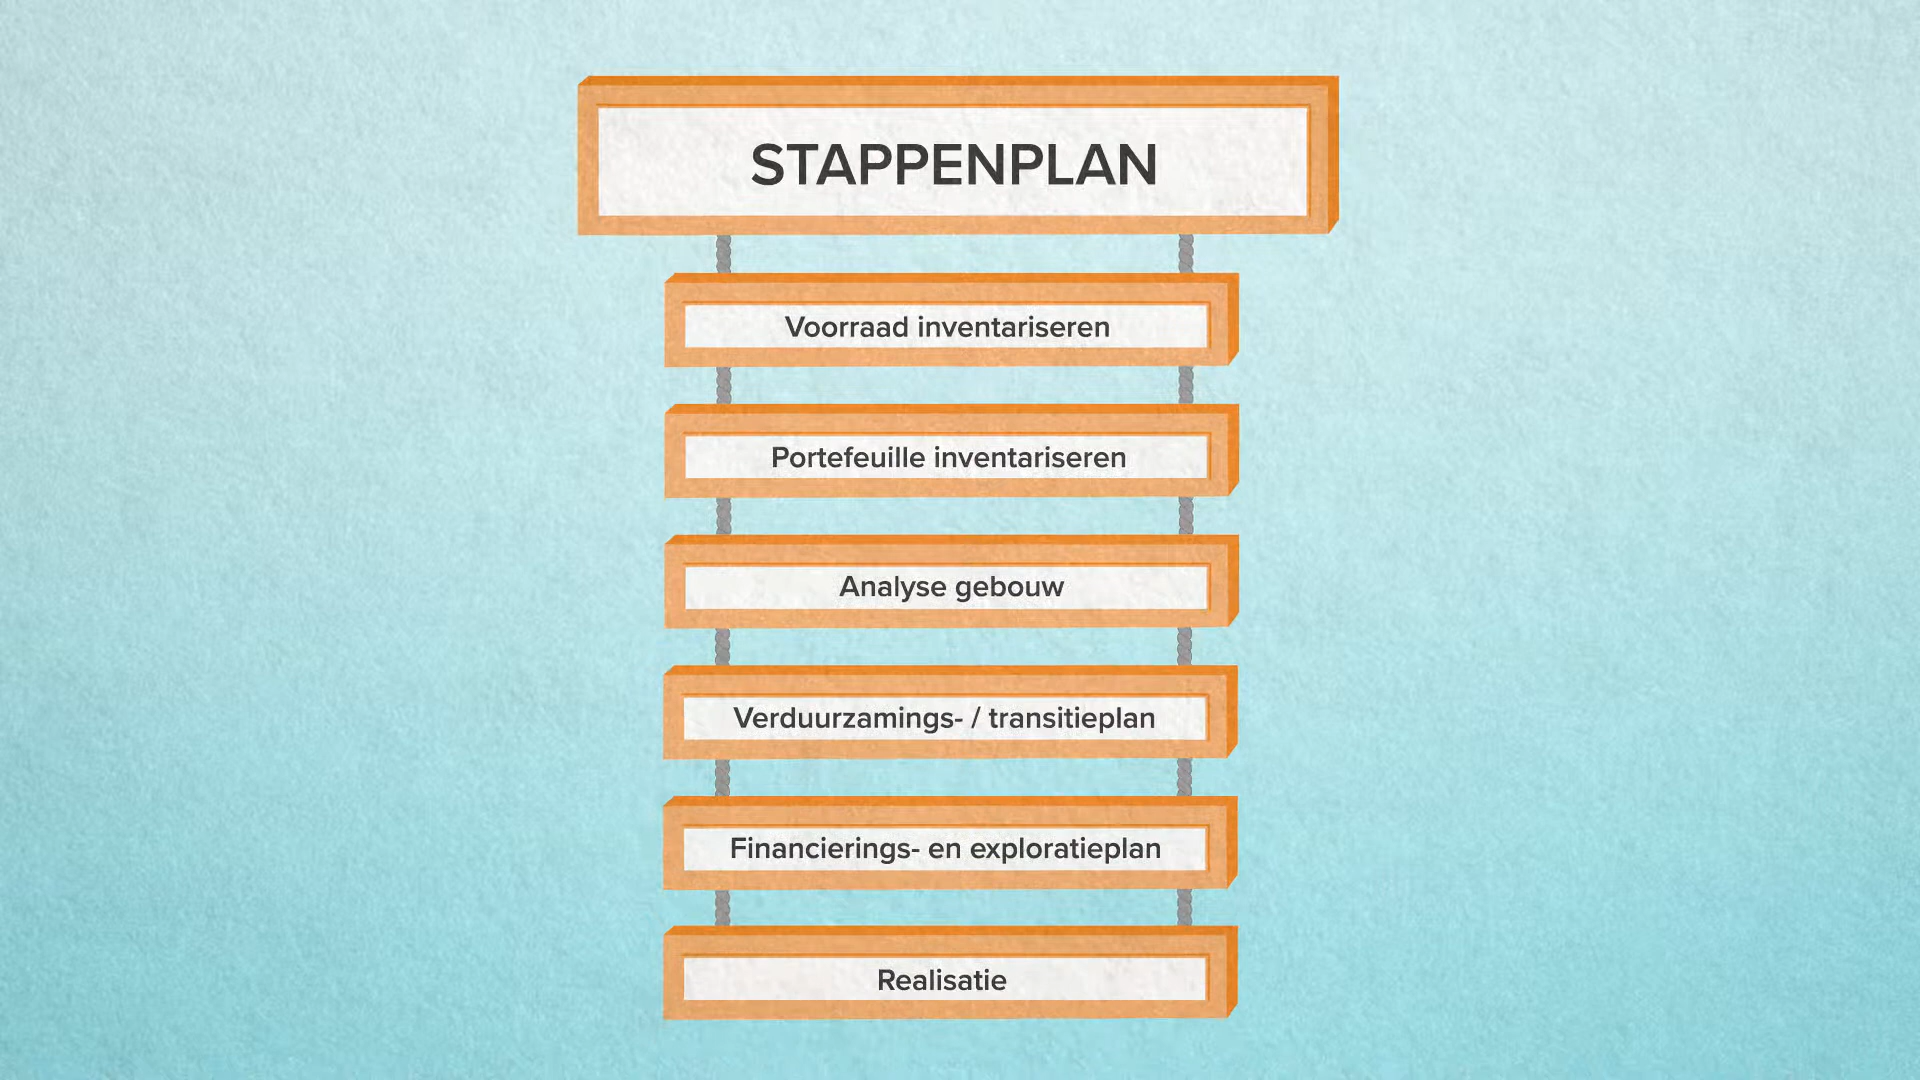 STAPPENPLAN
Voorraad inventariseren
Portefeuille inventariseren
Analyse gebouw
Verduurzamings- / transitieplan
Financierings- en exploratieplan
Realisatie